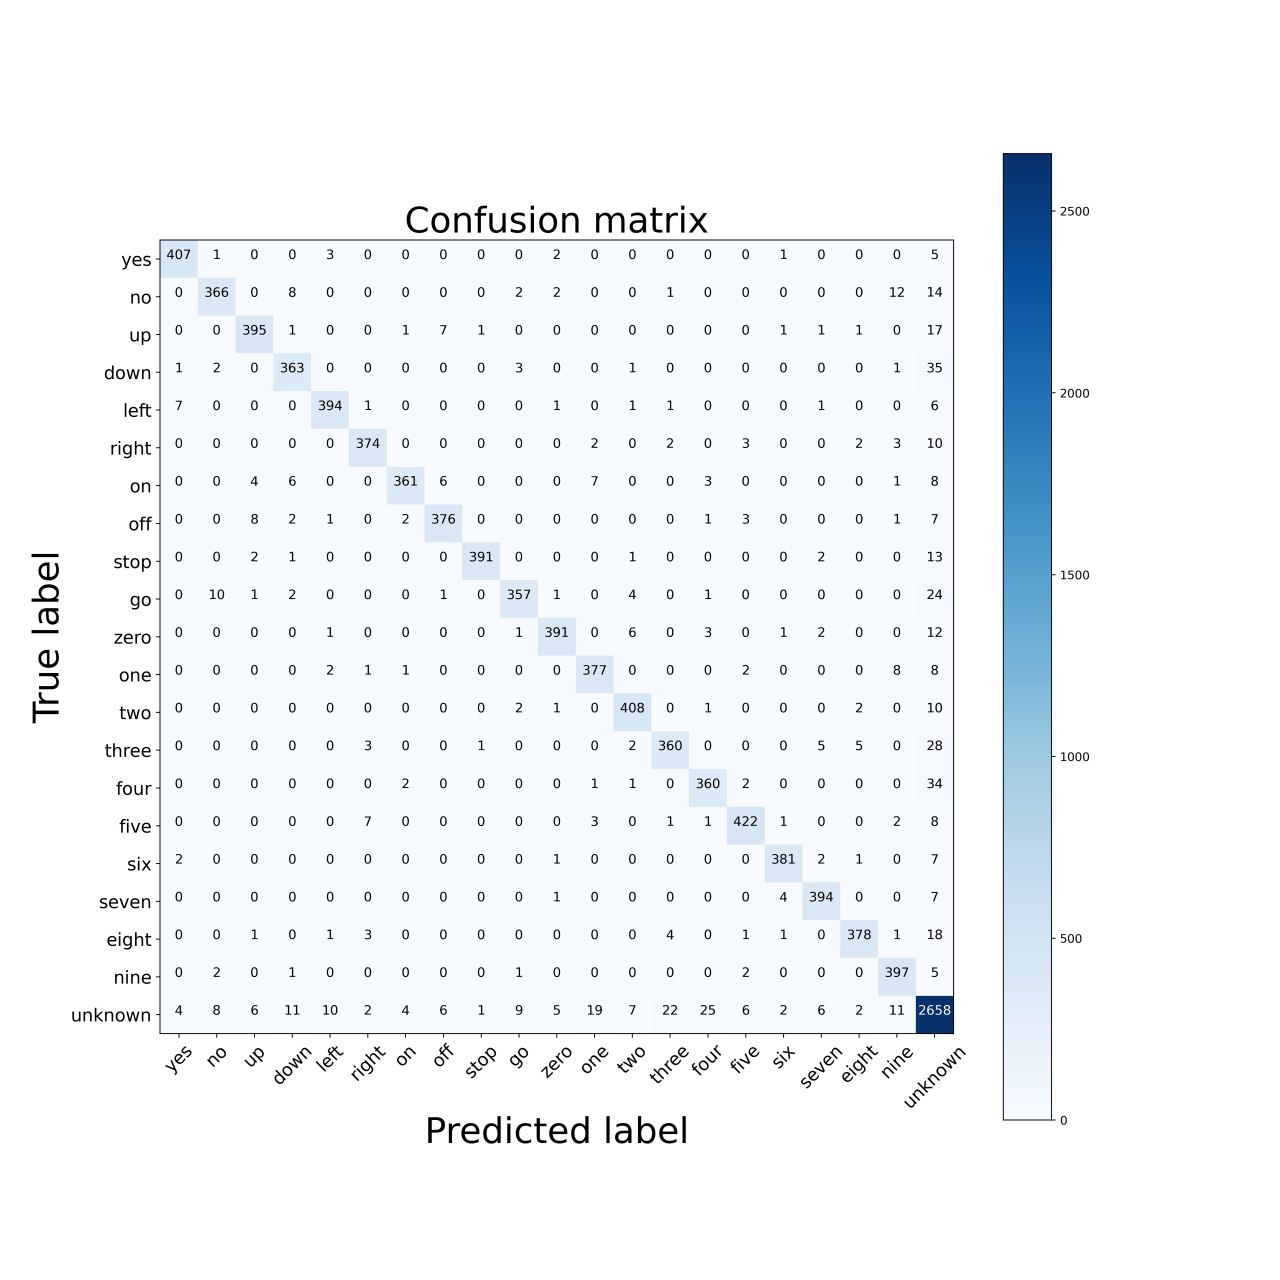 Confusion matrix
yes 407 1 0 0 3 0 0 0 0 0 2 0 0 0 0 0 1 0 0 0 5
no 0 366 0 8 0 0 0 0 0 2 2 0 0 1 0 0 0 0 0 12 14
up 0 0 395 1 0 0 1 7 1 0 0 0 0 0 0 0 1 1 1 0 17
down 1 2 0 363 0 0 0 0 0 3 0 0 1 0 0 0 0 0 0 1 35
left 7 0 0 0 394 1 0 0 0 0 1 0 1 1 0 0 0 1 0 0 6
right 0 0 0 0 0 374 0 0 0 0 0 2 0 2 0 3 0 0 2 3 10
on 0 0 4 6 0 0 361 6 0 0 0 7 0 0 3 0 0 0 0 1 8
off 0 0 8 2 1 0 2 376 0 0 0 0 0 0 1 3 0 0 0 1 7
stop 0 0 2 1 0 0 0 0 391 0 0 0 1 0 0 0 0 2 0 0 13
go 0 10 1 2 0 0 0 1 0 357 1 0 4 0 1 0 0 0 0 0 24
zero 0 0 0 0 1 0 0 0 0 1 391 0 6 0 3 0 1 2 0 0 12
one 0 0 0 0 2 1 1 0 0 0 0 377 0 0 0 2 0 0 0 8 8
two 0 0 0 0 0 0 0 0 0 2 1 0 408 0 1 0 0 0 2 0 10
three 0 0 0 0 0 3 0 0 1 0 0 0 2 360 0 0 0 5 5 0 28
four 0 0 0 0 0 0 2 0 0 0 0 1 1 0 360 2 0 0 0 0 34
five 0 0 0 0 0 7 0 0 0 0 0 3 0 1 1 422 1 0 0 2 8
six 2 0 0 0 0 0 0 0 0 0 1 0 0 0 0 0 381 2 1 0 7
seven 0 0 0 0 0 0 0 0 0 0 1 0 0 0 0 0 4 394 0 0 7
eight 0 0 1 0 1 3 0 0 0 0 0 0 0 4 0 1 1 0 378 1 18
nine 0 2 0 1 0 0 0 0 0 1 0 0 0 0 0 2 0 0 0 397 5
unknown 4 8 6 11 10 2 4 6 1 9 5 19 7 22 25 6 2 6 2 11 2658
yes no up down left right on off stop go zero one two three four five six seven eight nine unknown
Predicted label
True label
2500
2000
1500
1000
500
0